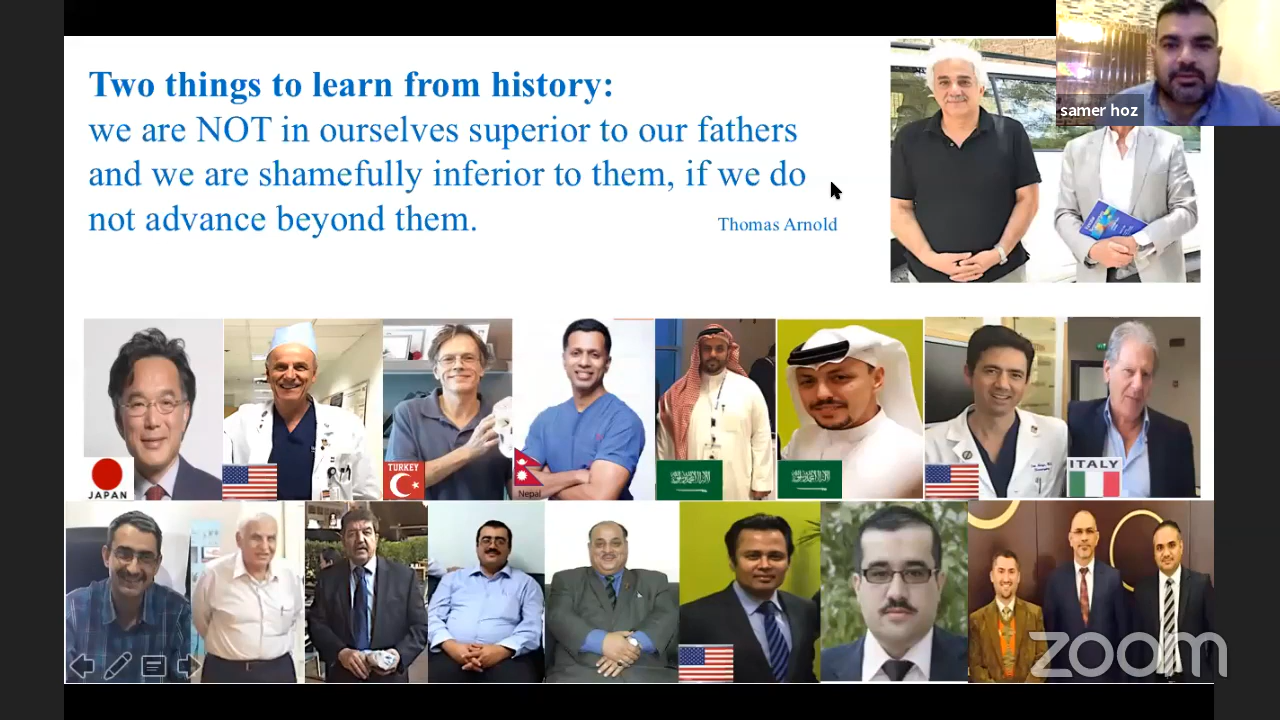 Two things to learn from history:
we are NOT in ourselves superior to our fathers
and we are shamefully inferior to them, if we do
not advance beyond them.
Thomas Arnold
samer hoz
JAPAN
TURKEY
Nepal
ITALY
zoom